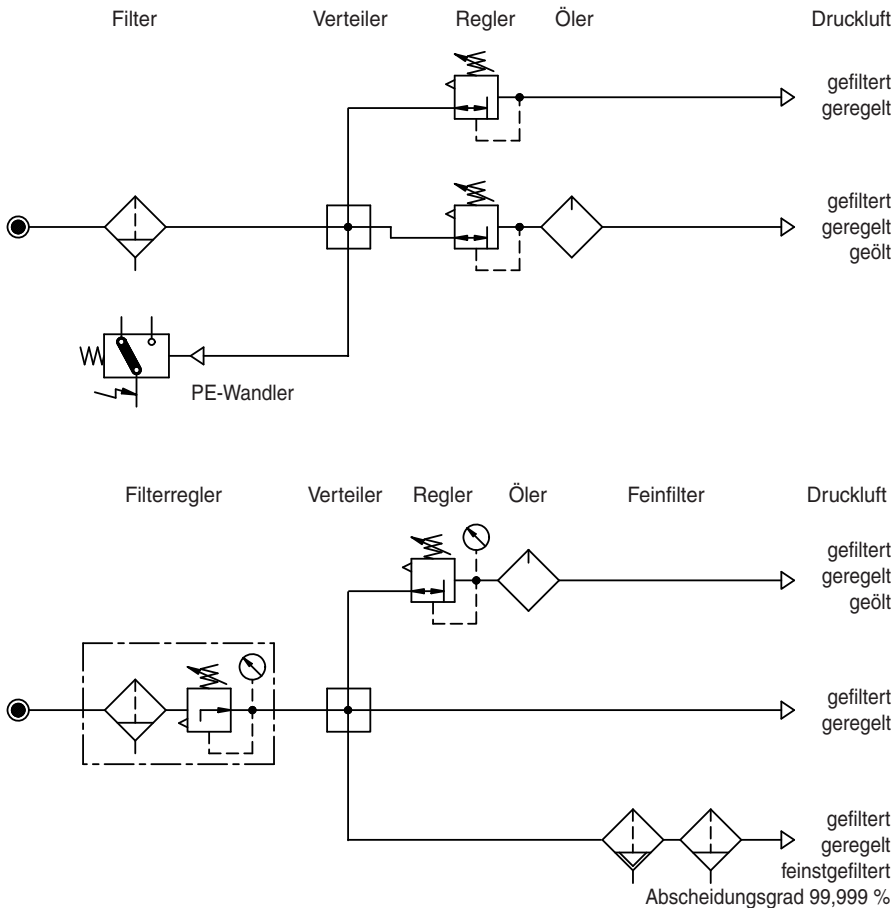 Filter Verteiler Regler Öler Druckluft
gefiltert
geregelt
gefiltert
geregelt
geölt
PE-Wandler
Filterregler Verteiler Regler Öler Feinfilter Druckluft
gefiltert
geregelt
geölt
gefiltert
geregelt
gefiltert
geregelt
feinstgefiltert
Abscheidungsgrad 99,999 %